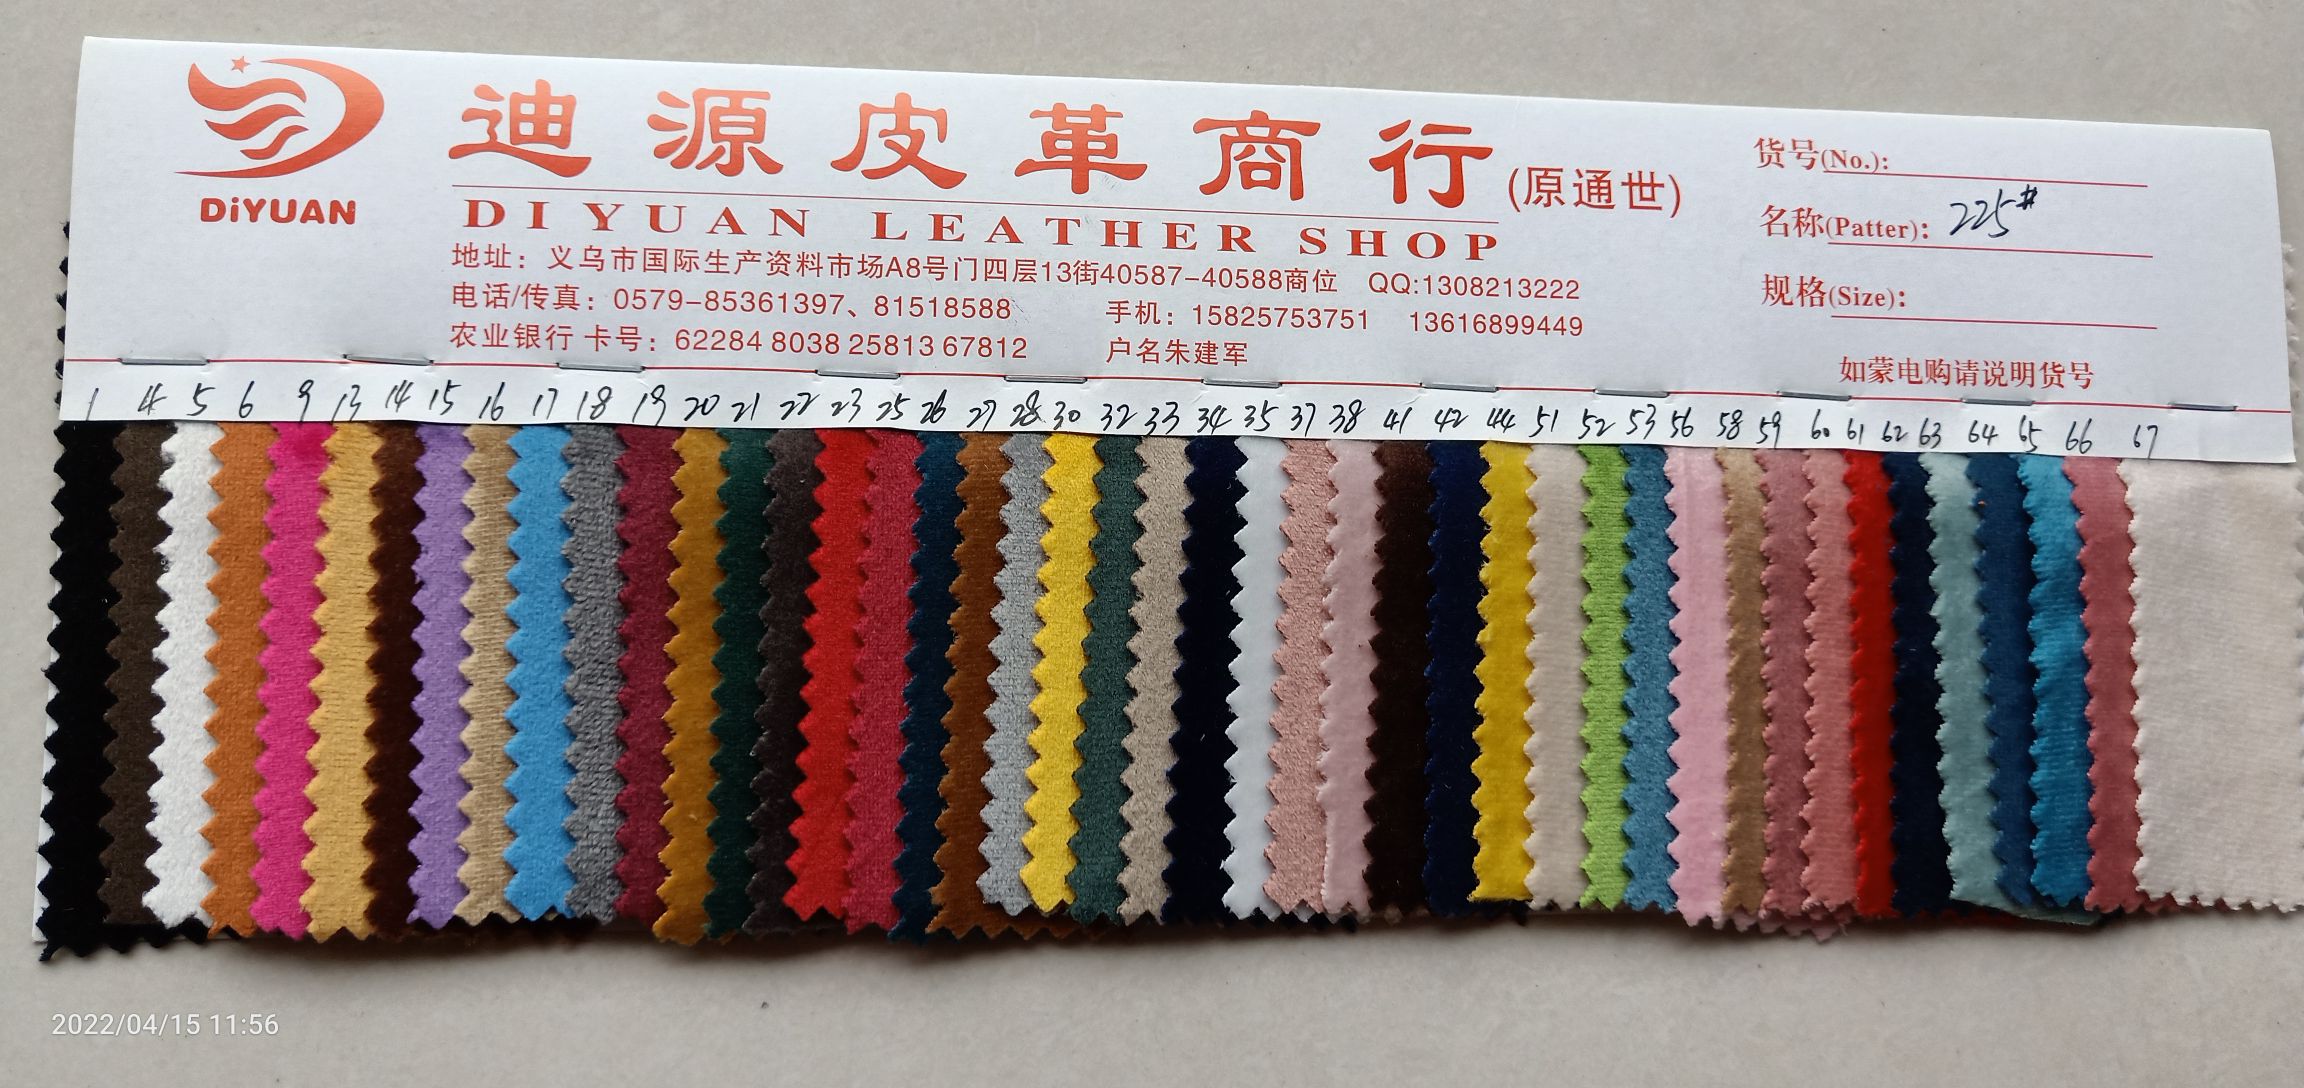 DiYUAN
迪源皮革商行(原通世)
DIYUAN LEATHER SHOP
地址：义乌市国际生产资料市场A8号门四层13街40587-40588商位 QQ:1308213222
电话/传真：0579-85361397、81518588 手机：15825753751 13616899449
农业银行 卡号：62284 8038 25813 67812 户名朱建军
货号(No.):
名称(Patter): 225#
规格(Size):
如蒙电购请说明货号
1 4 5 6 9 13 14 15 16 17 18 19 20 21 22 23 25 26 27 28 30 32 33 34 35 37 38 41 42 44 51 52 53 56 58 59 60 61 62 63 64 65 66 67
2022/04/15 11:56